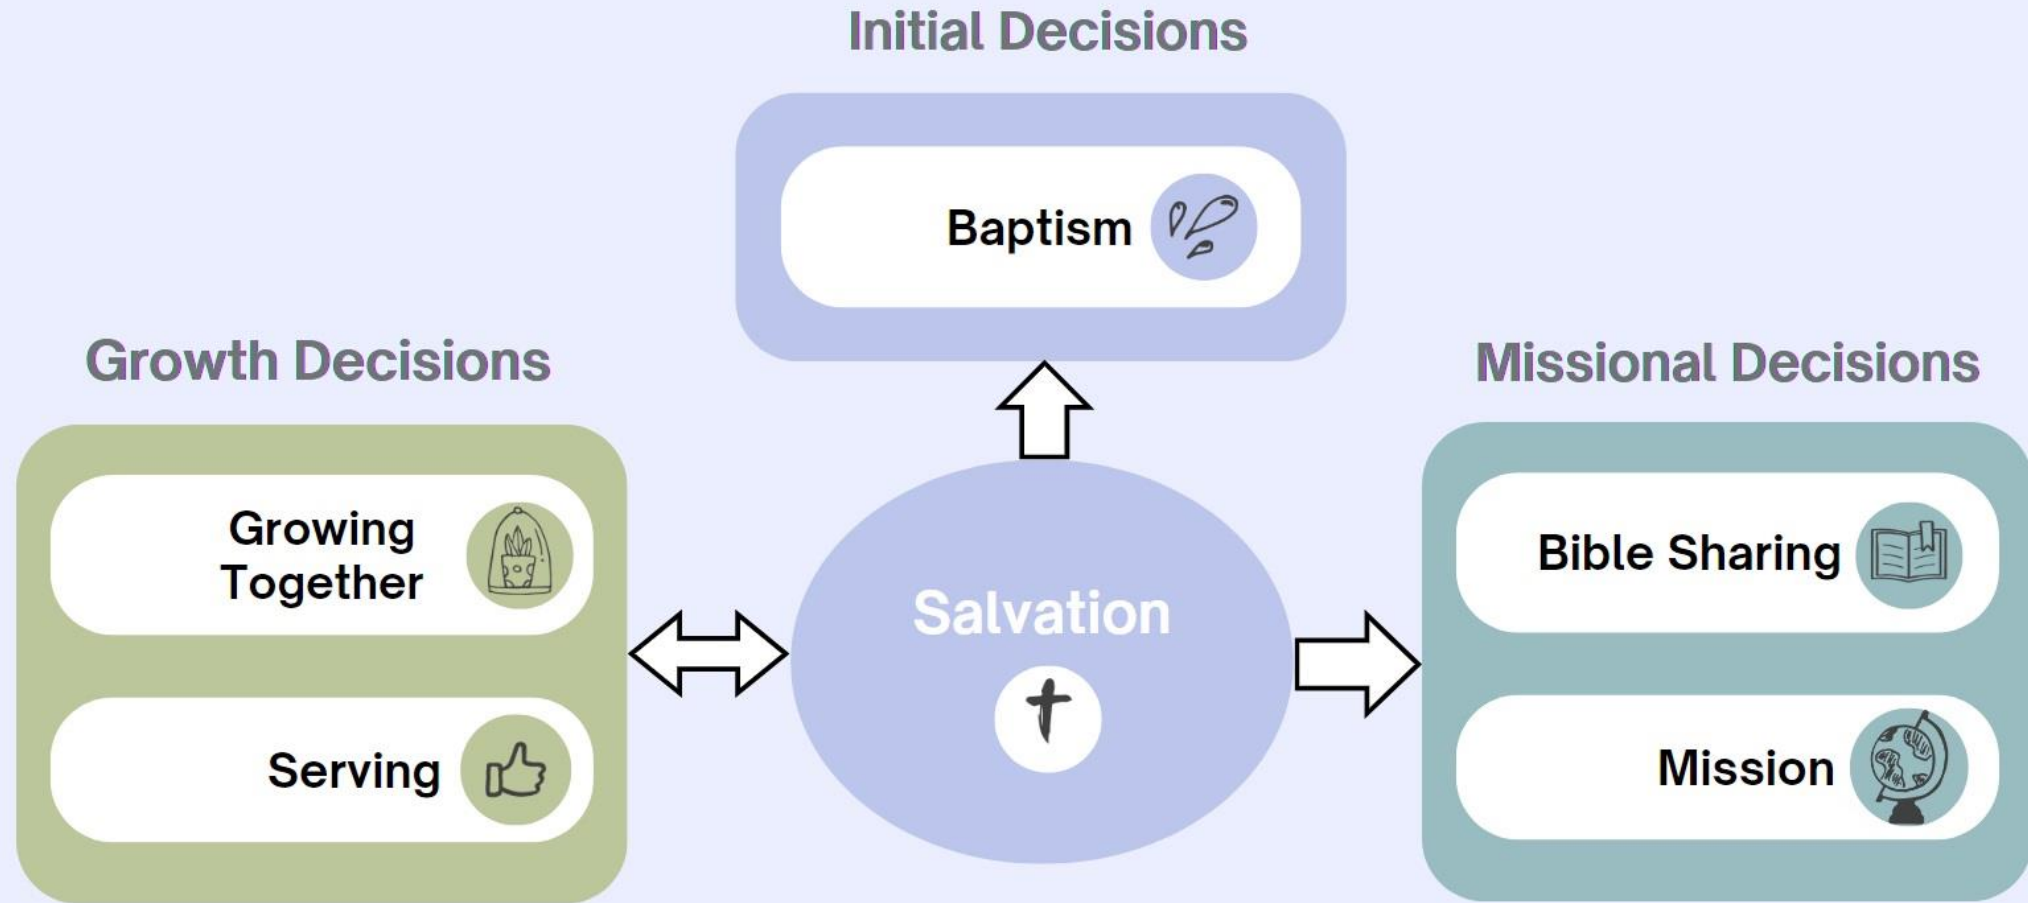 Initial Decisions
Baptism
Growth Decisions
Growing
Together
Serving
Salvation
Missional Decisions
Bible Sharing
Mission